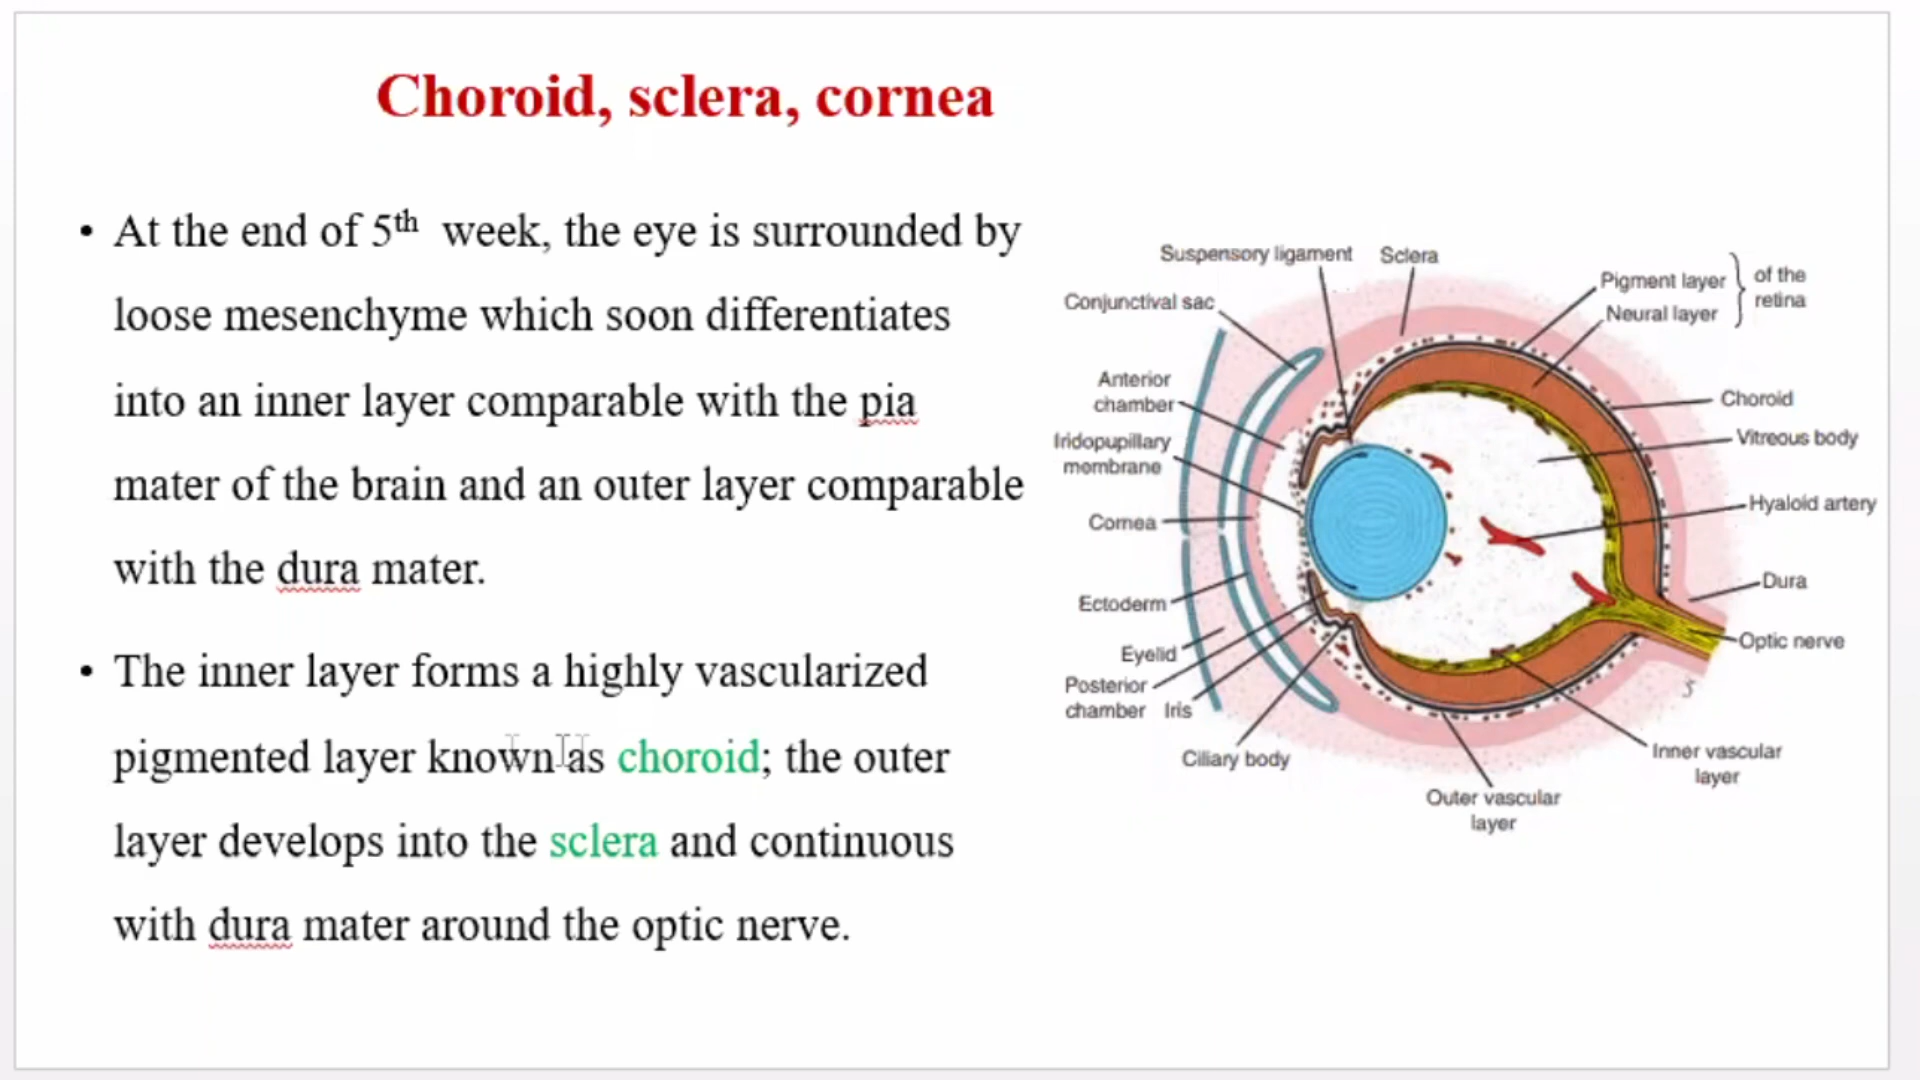 Choroid, sclera, cornea
• At the end of 5th week, the eye is surrounded by
loose mesenchyme which soon differentiates
into an inner layer comparable with the pia
mater of the brain and an outer layer comparable
with the dura mater.
• The inner layer forms a highly vascularized
pigmented layer known as choroid; the outer
layer develops into the sclera and continuous
with dura mater around the optic nerve.
Suspensory ligament
Sclera
Pigment layer
Neural layer
of the
retina
Conjunctival sac
Anterior
chamber
Choroid
Iridopupillary
membrane
Vitreous body
Hyaloid artery
Cornea
Dura
Ectoderm
Optic nerve
Eyelid
Posterior
chamber
Iris
Ciliary body
Inner vascular
layer
Outer vascular
layer